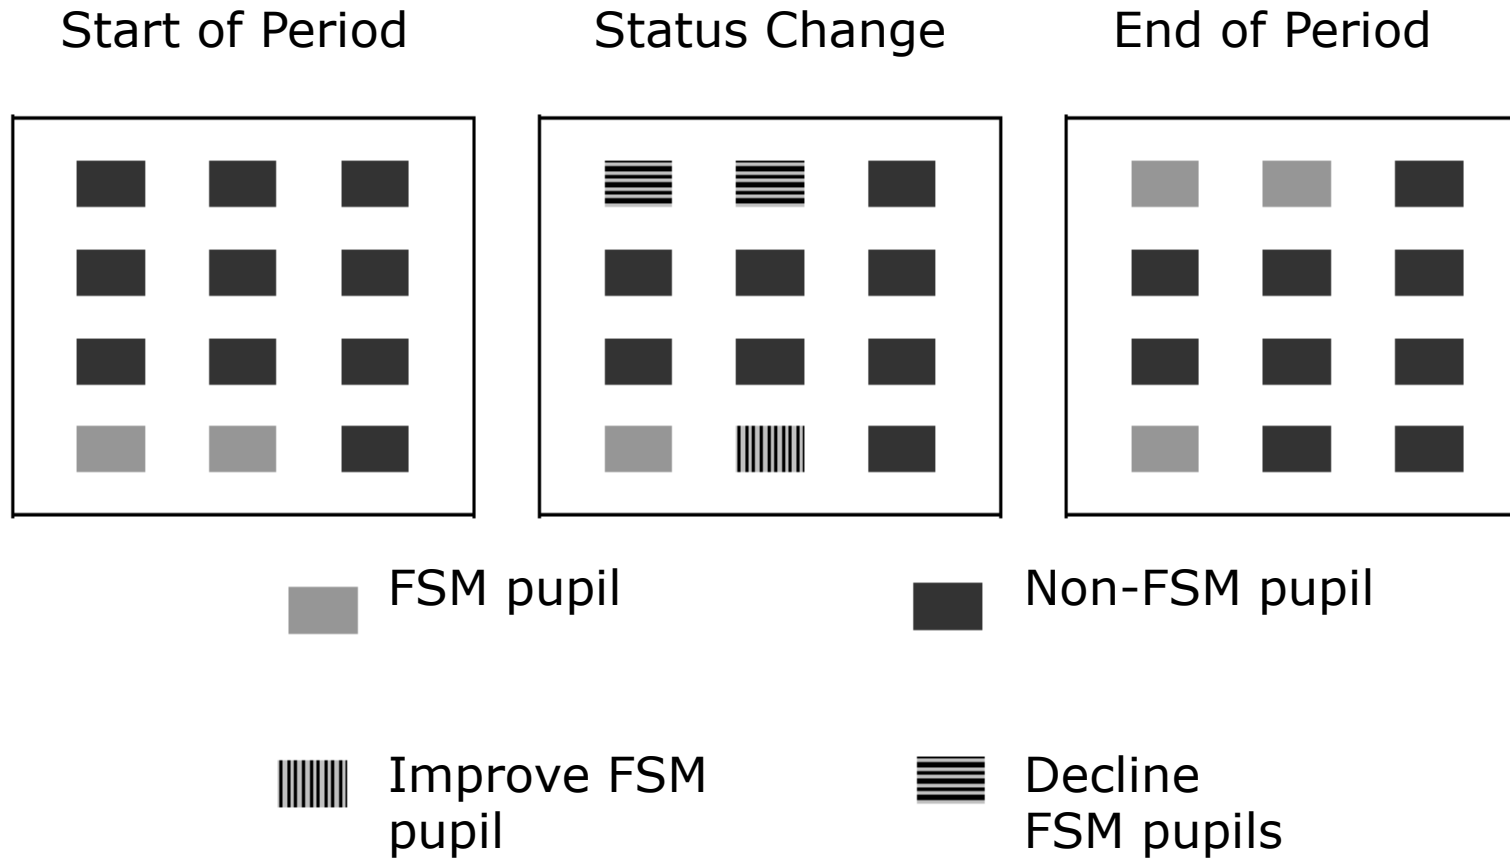 Start of Period
Status Change
End of Period
FSM pupil
Non-FSM pupil
Improve FSM
pupil
Decline
FSM pupils